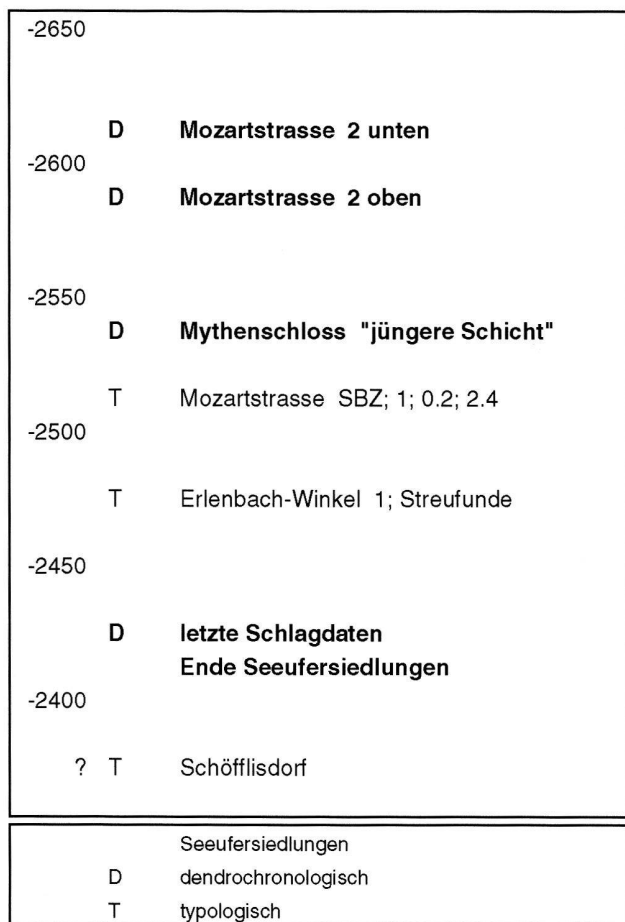 -2650
D Mozartstrasse 2 unten
-2600
D Mozartstrasse 2 oben
-2550
D Mythenschloss "jüngere Schicht"
T Mozartstrasse SBZ; 1; 0.2; 2.4
-2500
T Erlenbach-Winkel 1; Streufunde
-2450
D letzte Schlagdaten
Ende Seeufersiedlungen
-2400
? T Schöfflisdorf
Seeufersiedlungen
D dendrochronologisch
T typologisch